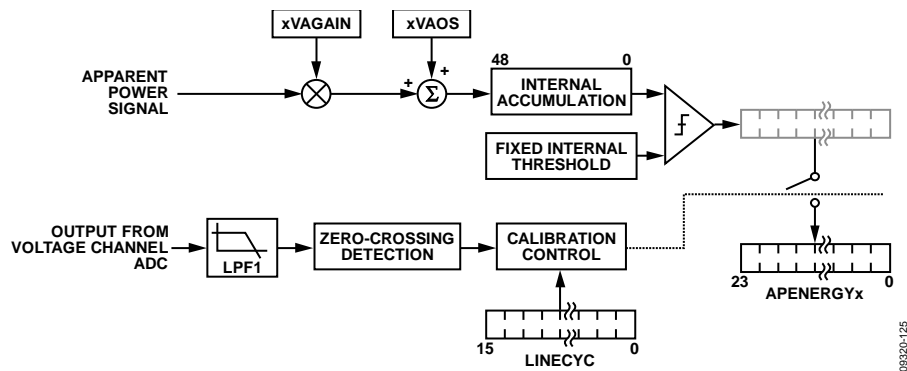 xVAGAIN
xVAOS
APPARENT
POWER
SIGNAL
+
+
Σ
48
0
INTERNAL
ACCUMULATION
FIXED INTERNAL
THRESHOLD
OUTPUT FROM
VOLTAGE CHANNEL
ADC
LPF1
ZERO-CROSSING
DETECTION
CALIBRATION
CONTROL
23
0
APENERGYx
15
0
LINECYC
09320-125